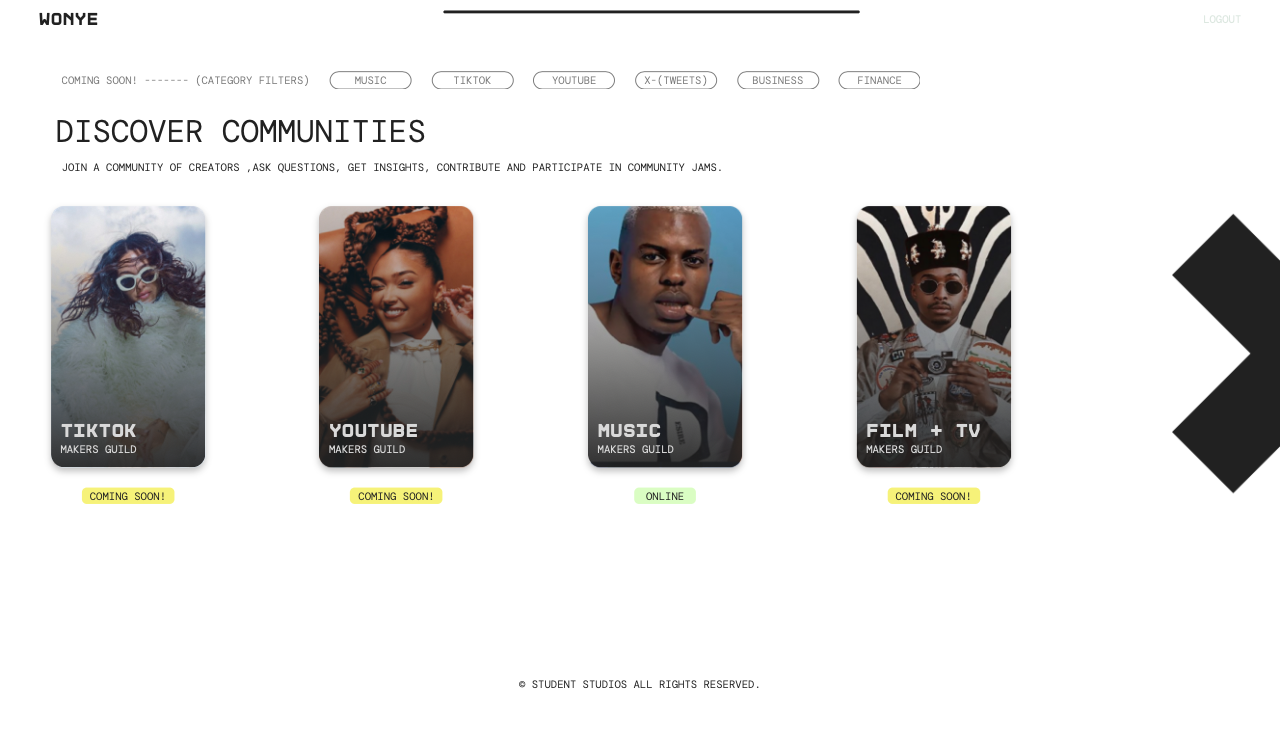 WONYE
LOGOUT
COMING SOON! ------- (CATEGORY FILTERS)
MUSIC
TIKTOK
YOUTUBE
X-(TWEETS)
BUSINESS
FINANCE
DISCOVER COMMUNITIES
JOIN A COMMUNITY OF CREATORS ,ASK QUESTIONS, GET INSIGHTS, CONTRIBUTE AND PARTICIPATE IN COMMUNITY JAMS.
TIKTOK
MAKERS GUILD
YOUTUBE
MAKERS GUILD
MUSIC
MAKERS GUILD
FILM + TV
MAKERS GUILD
COMING SOON!
COMING SOON!
ONLINE
COMING SOON!
© STUDENT STUDIOS ALL RIGHTS RESERVED.